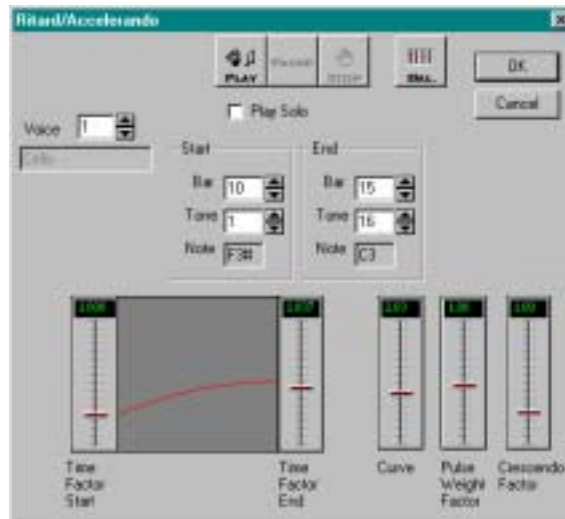 Ritard/Accelerando
PLAY
STOP
BAL.
OK
Cancel
Play Solo
Voice 1
Cello
Start
End
Bar 10
Bar 15
Tone 1
Tone 16
Note F3#
Note C3
Time
Factor
Start
Time
Factor
End
Curve
Pulse
Weight
Factor
Crescendo
Factor